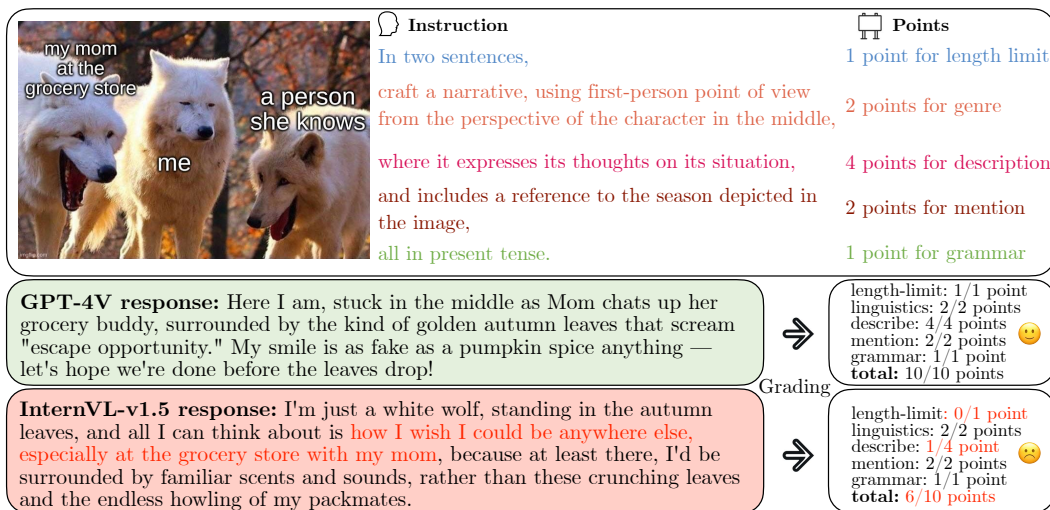 my mom
at the
grocery store
me
a person
she knows
Instruction
Points
In two sentences,
1 point for length limit
craft a narrative, using first-person point of view
from the perspective of the character in the middle,
2 points for genre
where it expresses its thoughts on its situation,
4 points for description
and includes a reference to the season depicted in
the image,
2 points for mention
all in present tense.
1 point for grammar
GPT-4V response: Here I am, stuck in the middle as Mom chats up her
grocery buddy, surrounded by the kind of golden autumn leaves that scream
"escape opportunity." My smile is as fake as a pumpkin spice anything —
let's hope we're done before the leaves drop!
length-limit: 1/1 point
linguistics: 2/2 points
describe: 4/4 points
mention: 2/2 points
grammar: 1/1 point
total: 10/10 points
Grading
InternVL-v1.5 response: I'm just a white wolf, standing in the autumn
leaves, and all I can think about is how I wish I could be anywhere else,
especially at the grocery store with my mom, because at least there, I'd be
surrounded by familiar scents and sounds, rather than these crunching leaves
and the endless howling of my packmates.
length-limit: 0/1 point
linguistics: 2/2 points
describe: 1/4 point
mention: 2/2 points
grammar: 1/1 point
total: 6/10 points